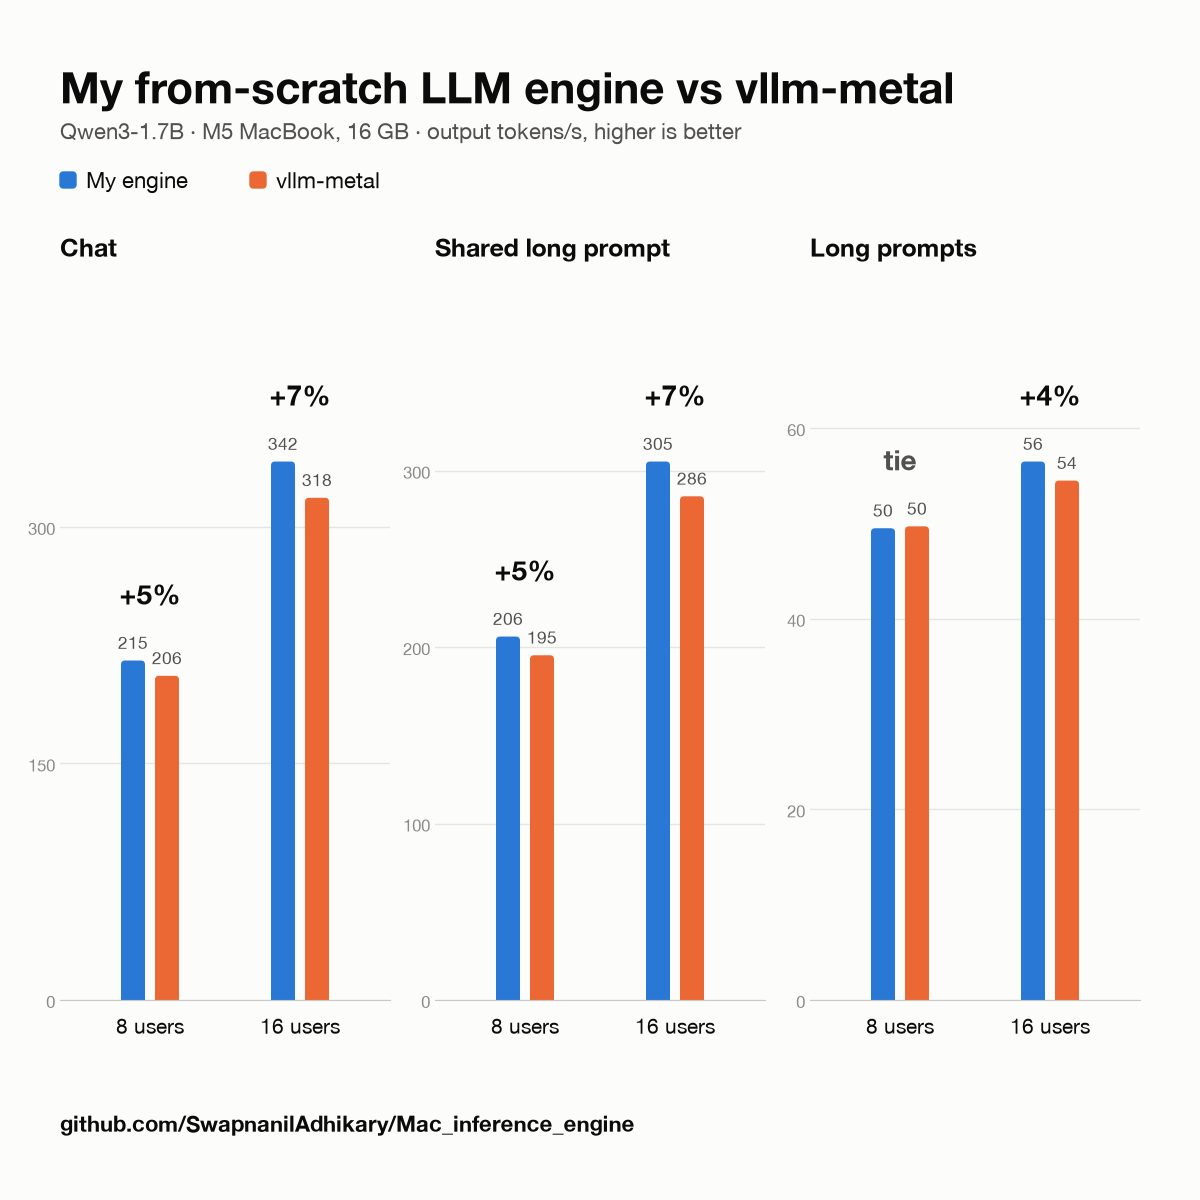 My from-scratch LLM engine vs vllm-metal
Qwen3-1.7B · M5 MacBook, 16 GB · output tokens/s, higher is better
My engine vllm-metal
Chat
+7%
342
318
300
+5%
215
206
150
0
8 users 16 users
Shared long prompt
+7%
305
286
300
+5%
206
195
200
100
0
8 users 16 users
Long prompts
+4%
60
56
54
tie
50 50
40
20
0
8 users 16 users
github.com/SwapnanilAdhikary/Mac_inference_engine